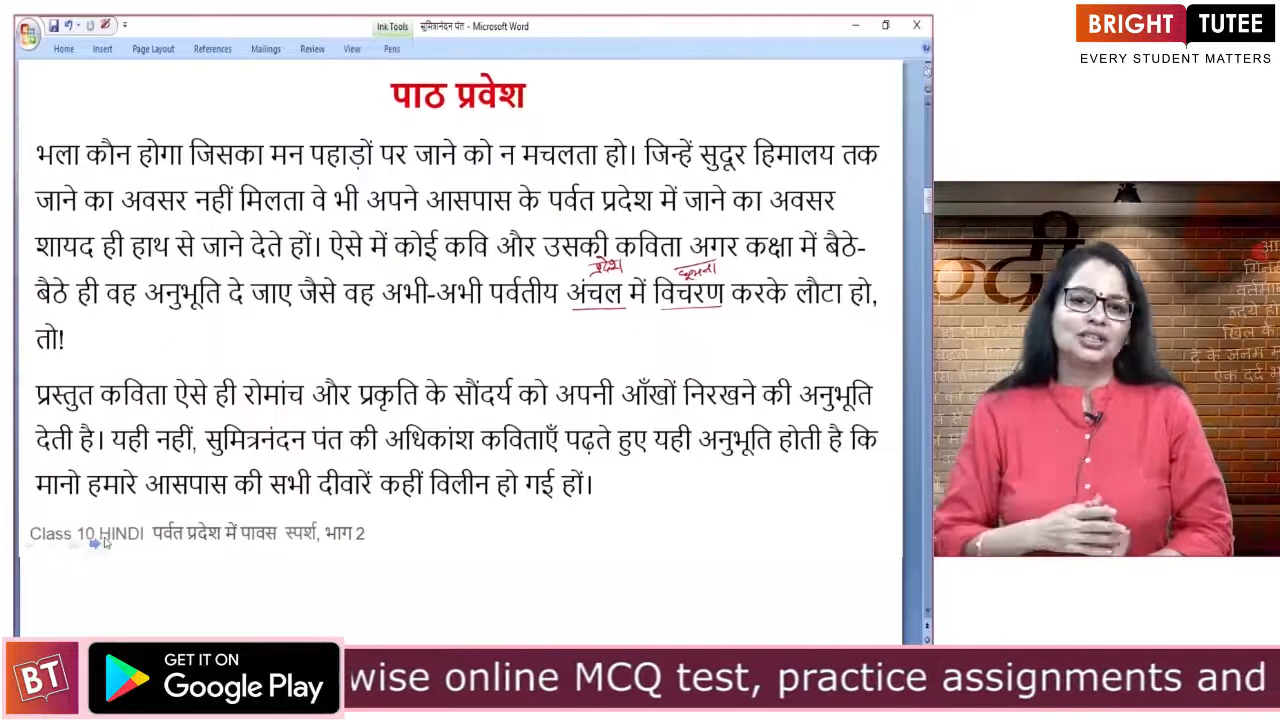 सुमित्रनंदन पंत - Microsoft Word
Ink Tools
Home Insert Page Layout References Mailings Review View Pens
BRIGHT TUTEE
EVERY STUDENT MATTERS
पाठ प्रवेश
भला कौन होगा जिसका मन पहाड़ों पर जाने को न मचलता हो। जिन्हें सुदूर हिमालय तक
जाने का अवसर नहीं मिलता वे भी अपने आसपास के पर्वत प्रदेश में जाने का अवसर
शायद ही हाथ से जाने देते हों। ऐसे में कोई कवि और उसकी कविता अगर कक्षा में बैठे-
प्रदेश घूमना
बैठे ही वह अनुभूति दे जाए जैसे वह अभी-अभी पर्वतीय अंचल में विचरण करके लौटा हो,
तो!
प्रस्तुत कविता ऐसे ही रोमांच और प्रकृति के सौंदर्य को अपनी आँखों निरखने की अनुभूति
देती है। यही नहीं, सुमित्रनंदन पंत की अधिकांश कविताएँ पढ़ते हुए यही अनुभूति होती है कि
मानो हमारे आसपास की सभी दीवारें कहीं विलीन हो गई हों।
Class 10 HINDI पर्वत प्रदेश में पावस स्पर्श, भाग 2
BT
GET IT ON
Google Play
wise online MCQ test, practice assignments and